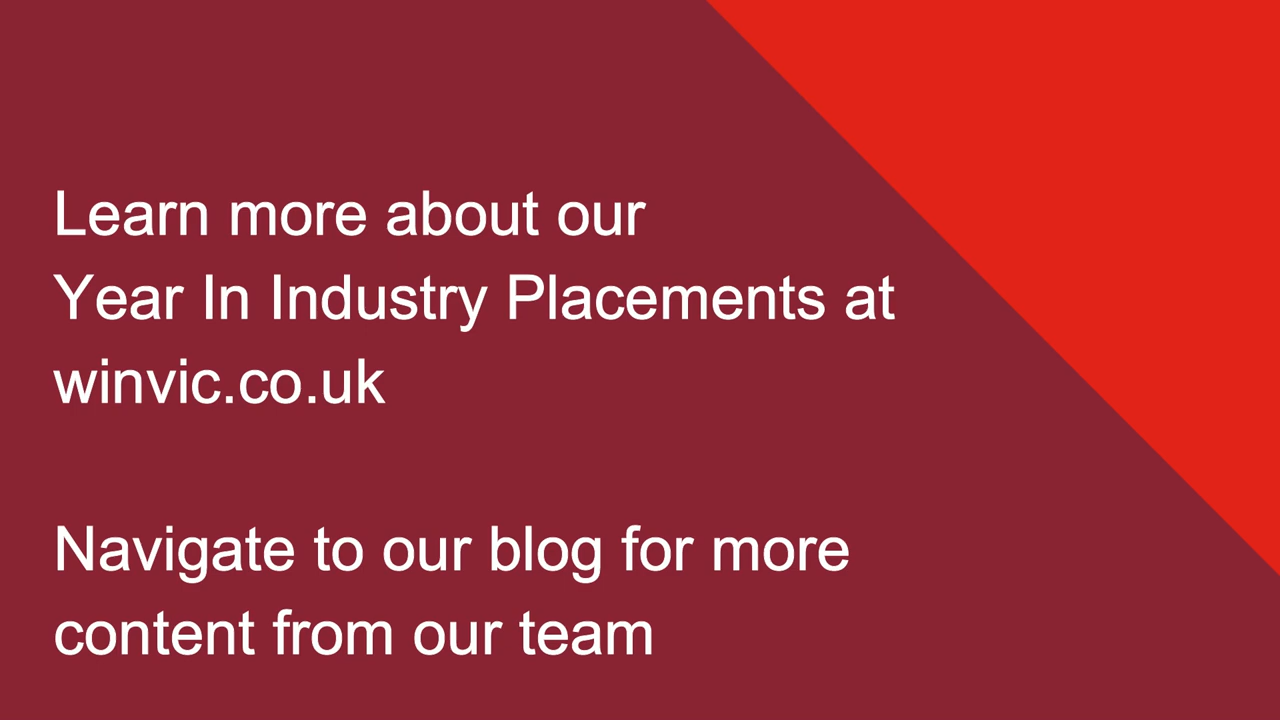 Learn more about our
Year In Industry Placements at
winvic.co.uk
Navigate to our blog for more
content from our team